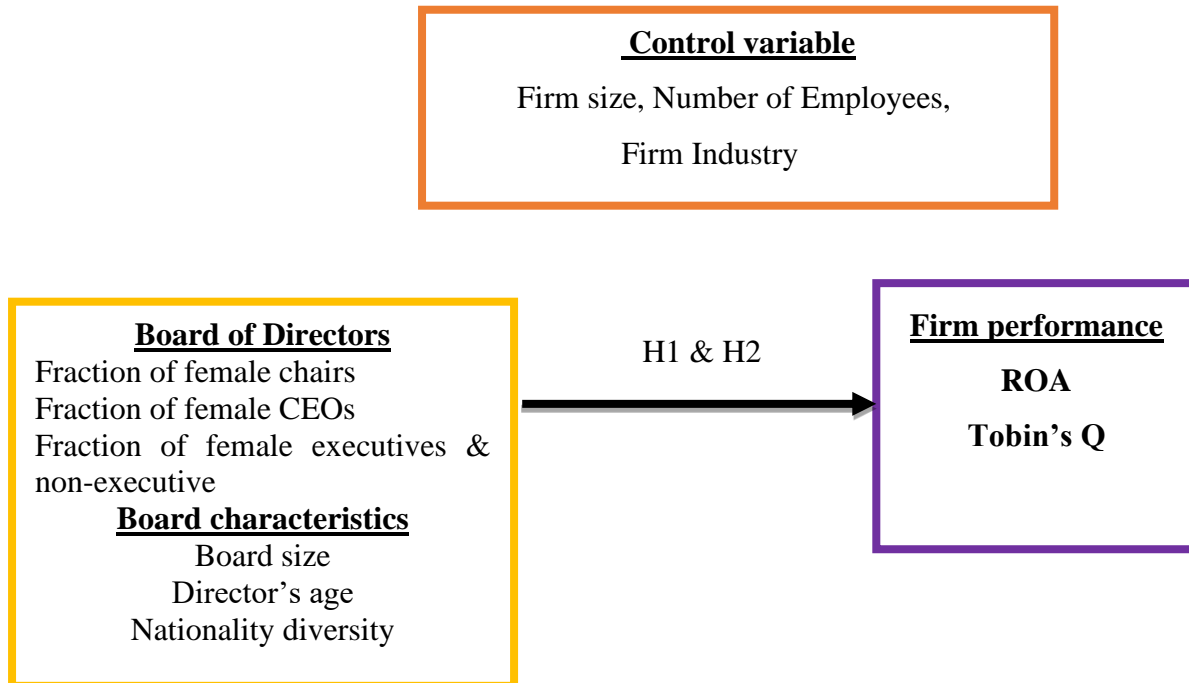 Control variable
Firm size, Number of Employees,
Firm Industry
Board of Directors
Fraction of female chairs
Fraction of female CEOs
Fraction of female executives &
non-executive
Board characteristics
Board size
Director’s age
Nationality diversity
H1 & H2
Firm performance
ROA
Tobin’s Q